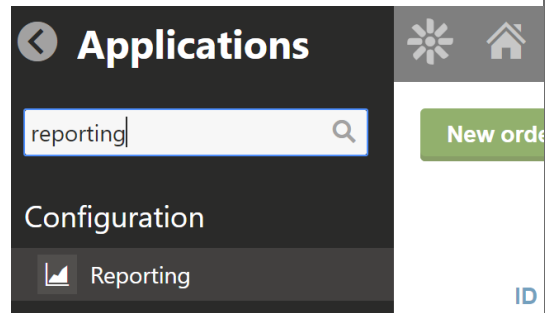 Applications
reporting
New orde
Configuration
Reporting
ID